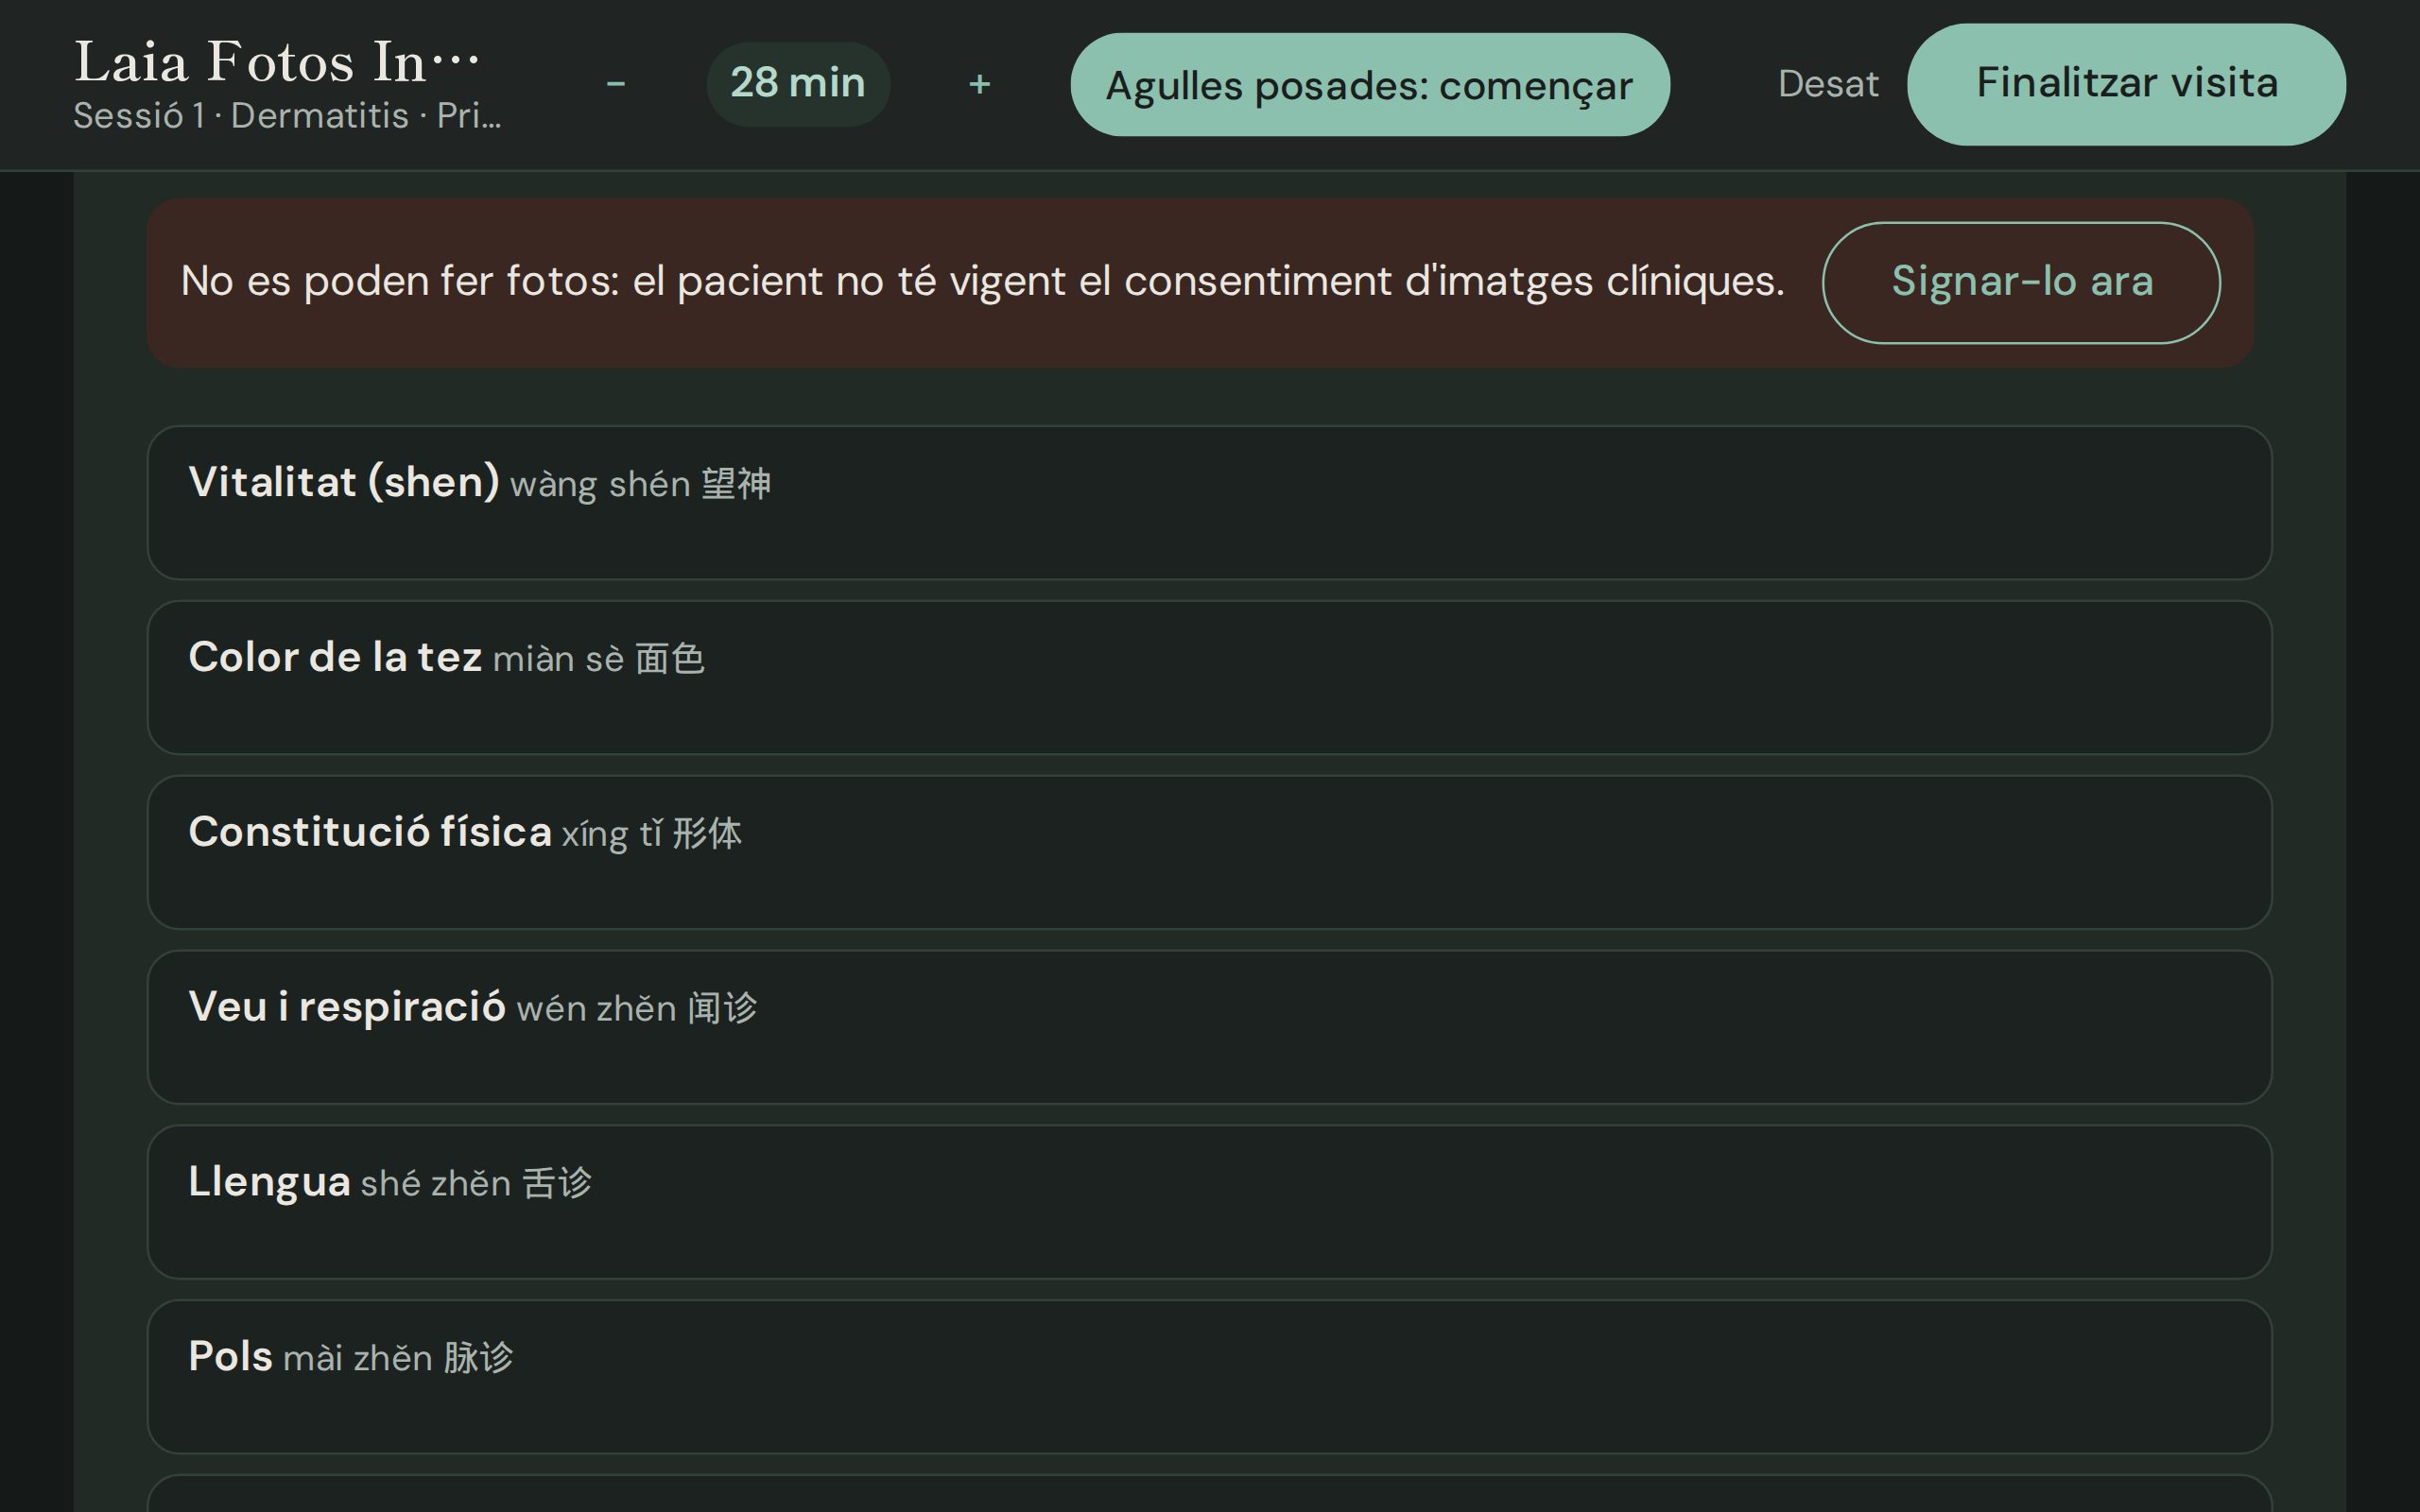 Laia Fotos In…
Sessió 1 · Dermatitis · Pri…
− 28 min +
Agulles posades: començar
Desat
Finalitzar visita
No es poden fer fotos: el pacient no té vigent el consentiment d'imatges clíniques.
Signar-lo ara
Vitalitat (shen) wàng shén 望神
Color de la tez miàn sè 面色
Constitució física xíng tǐ 形体
Veu i respiració wén zhěn 闻诊
Llengua shé zhěn 舌诊
Pols mài zhěn 脉诊